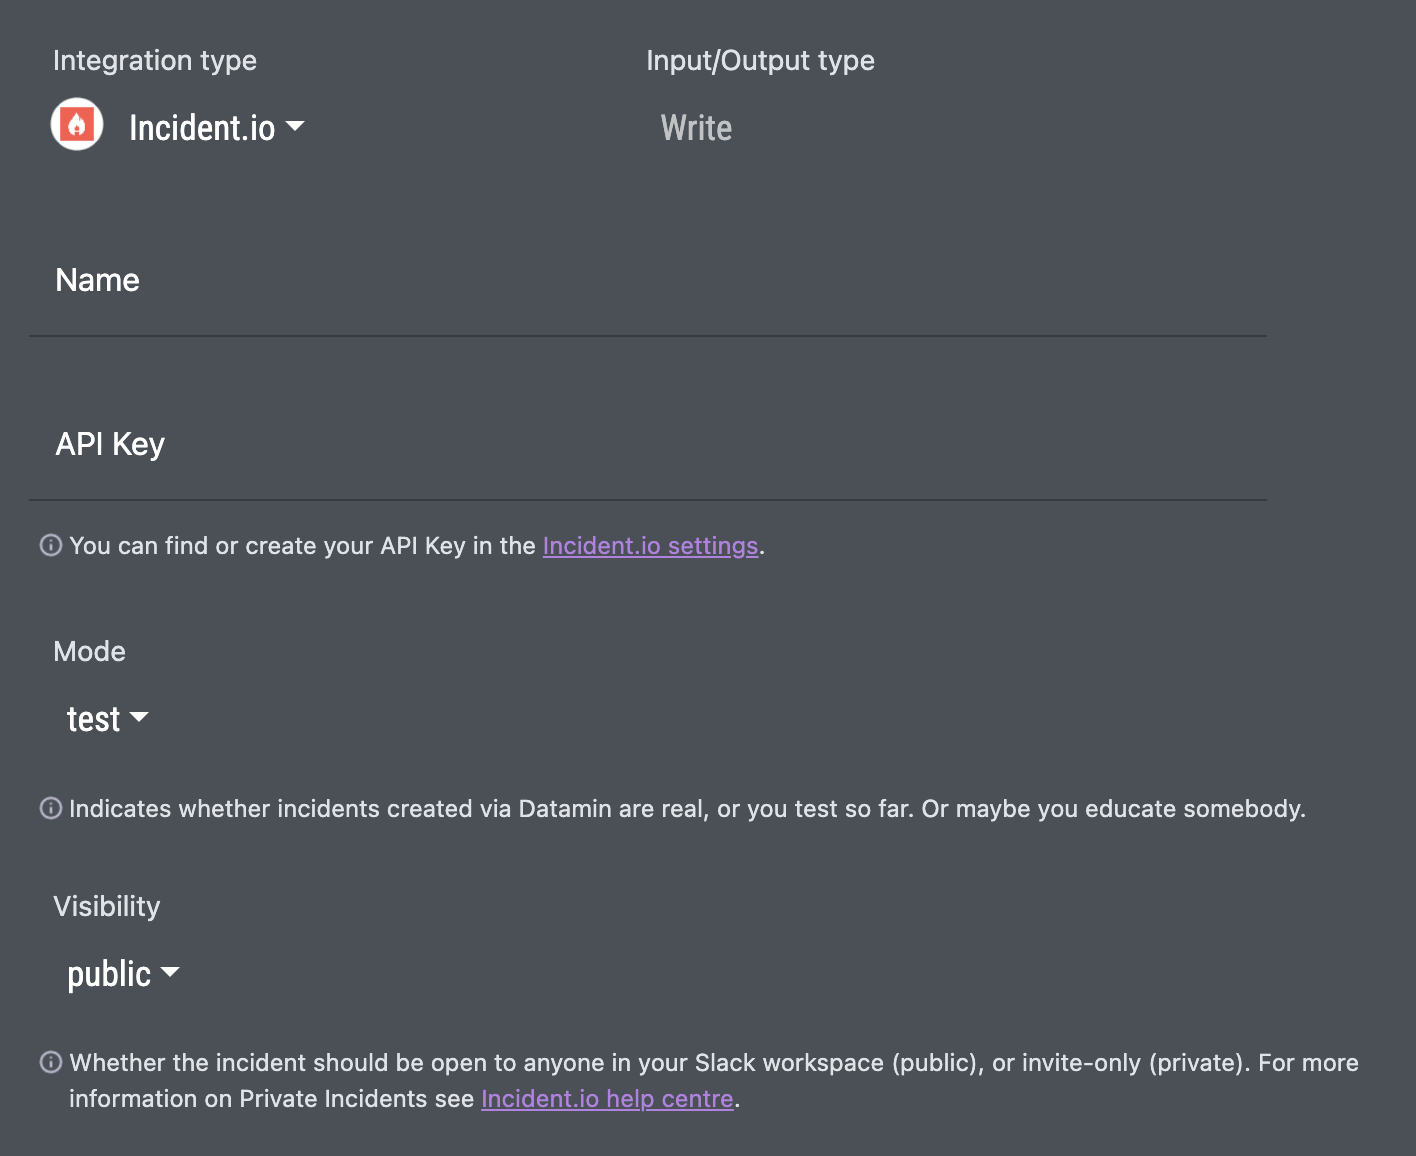 Integration type
Input/Output type
Incident.io
Write
Name
API Key
You can find or create your API Key in the Incident.io settings.
Mode
test
Indicates whether incidents created via Datamin are real, or you test so far. Or maybe you educate somebody.
Visibility
public
Whether the incident should be open to anyone in your Slack workspace (public), or invite-only (private). For more
information on Private Incidents see Incident.io help centre.